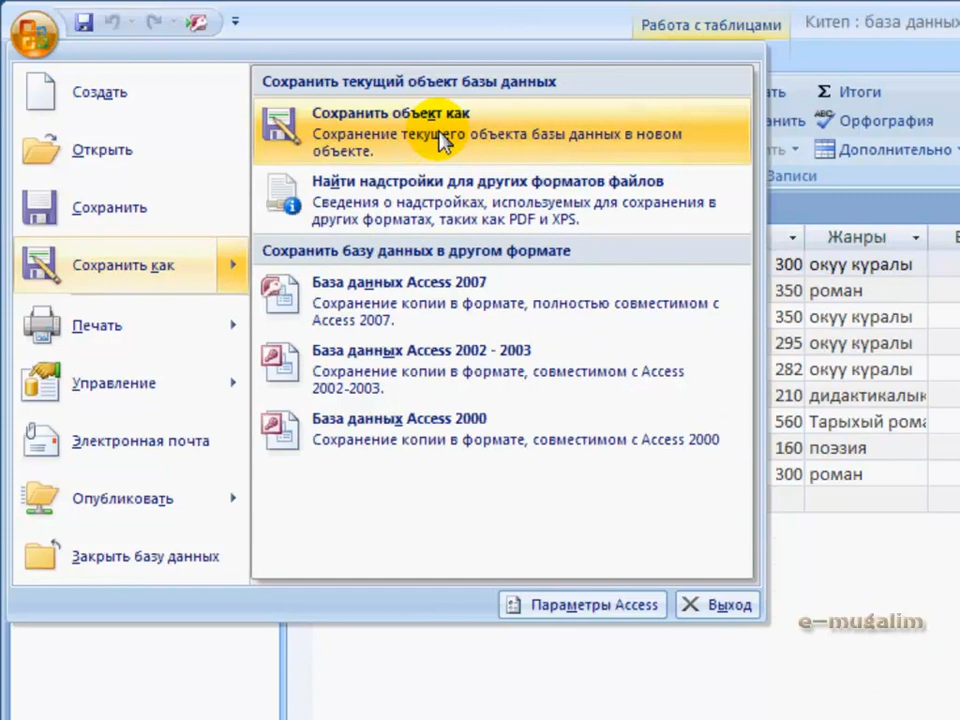 Работа с таблицами
Китеп : база данных
Создать
Открыть
Сохранить
Сохранить как
Печать
Управление
Электронная почта
Опубликовать
Закрыть базу данных
Сохранить текущий объект базы данных
Сохранить объект как
Сохранение текущего объекта базы данных в новом
объекте.
Найти надстройки для других форматов файлов
Сведения о надстройках, используемых для сохранения в
других форматах, таких как PDF и XPS.
Сохранить базу данных в другом формате
База данных Access 2007
Сохранение копии в формате, полностью совместимом с
Access 2007.
База данных Access 2002 - 2003
Сохранение копии в формате, совместимом с Access
2002-2003.
База данных Access 2000
Сохранение копии в формате, совместимом с Access 2000
Параметры Access
Выход
Σ Итоги
Орфография
Дополнительно
Записи
Жанры
300 окуу куралы
350 роман
350 окуу куралы
295 окуу куралы
282 окуу куралы
210 дидактикалык
560 Тарыхый рома
160 поэзия
300 роман
e-mugalim